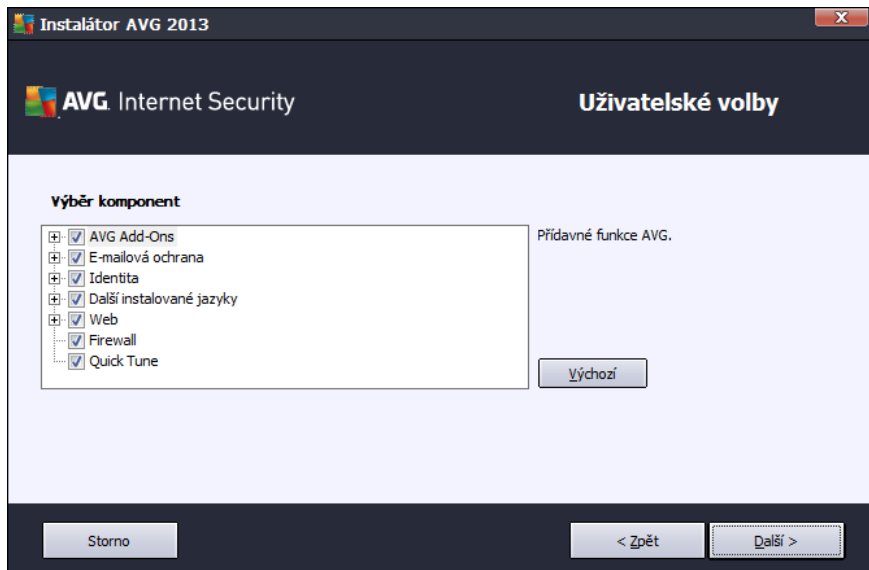 Instalátor AVG 2013
AVG. Internet Security
Uživatelské volby
Výběr komponent
AVG Add-Ons
Přídavné funkce AVG.
E-mailová ochrana
Identita
Další instalované jazyky
Web
Firewall
Quick Tune
Výchozí
Storno
< Zpět
Další >